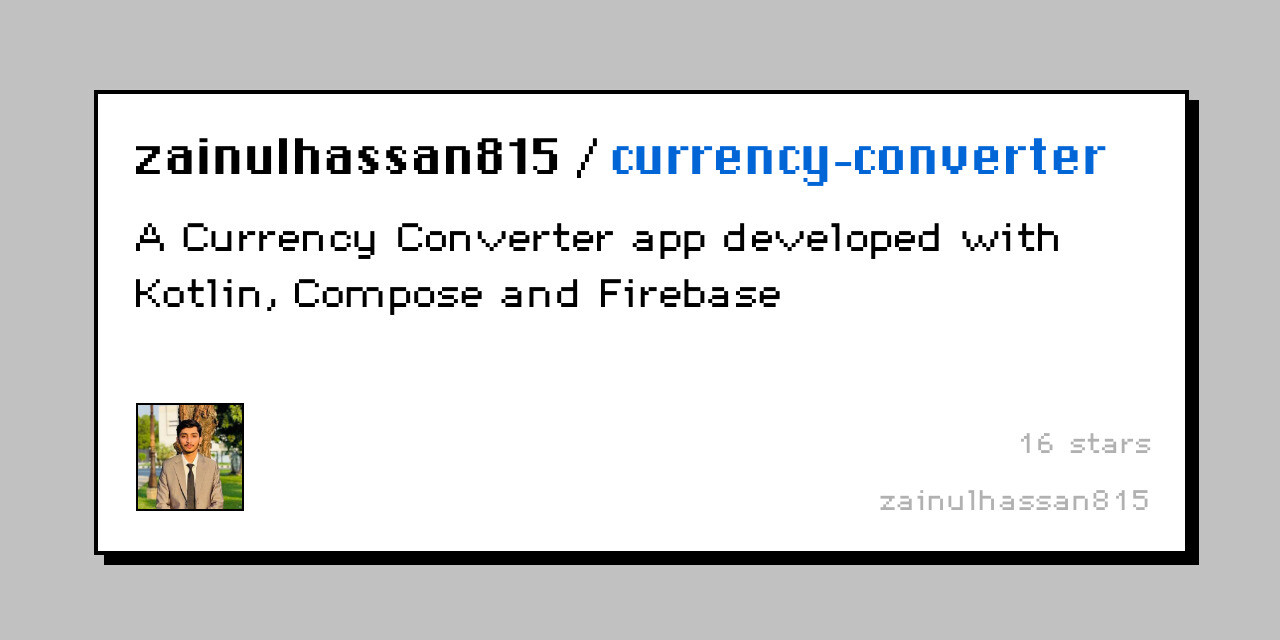 zainulhassan815 / currency-converter
A Currency Converter app developed with
Kotlin, Compose and Firebase
16 stars
zainulhassan815